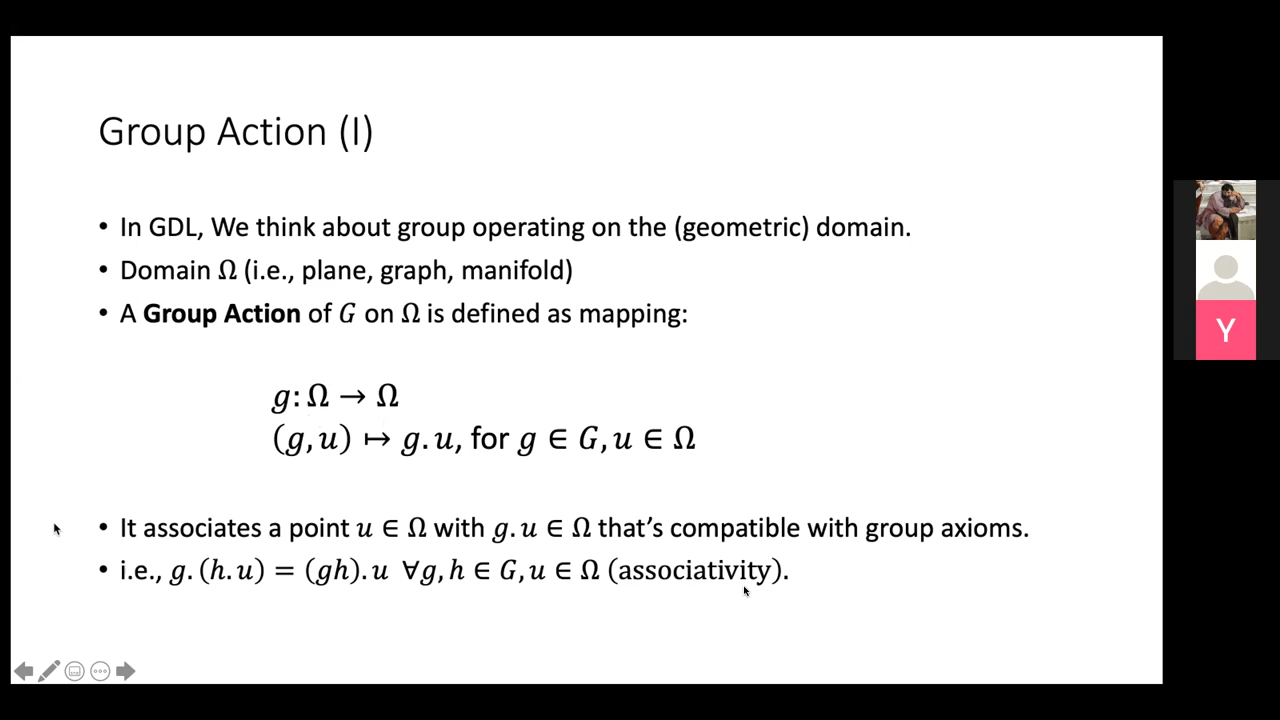 Group Action (I)
• In GDL, We think about group operating on the (geometric) domain.
• Domain Ω (i.e., plane, graph, manifold)
• A Group Action of G on Ω is defined as mapping:
g: Ω → Ω
(g, u) ↦ g. u, for g ∈ G, u ∈ Ω
• It associates a point u ∈ Ω with g. u ∈ Ω that’s compatible with group axioms.
• i.e., g. (h. u) = (gh). u ∀g, h ∈ G, u ∈ Ω (associativity).
Y